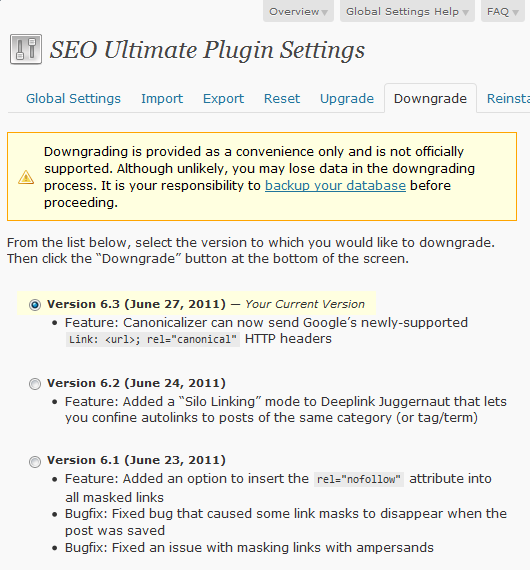 Overview ▾ Global Settings Help ▾ FAQ ▾
SEO Ultimate Plugin Settings
Global Settings Import Export Reset Upgrade Downgrade Reinsta
Downgrading is provided as a convenience only and is not officially
supported. Although unlikely, you may lose data in the downgrading
process. It is your responsibility to backup your database before
proceeding.
From the list below, select the version to which you would like to downgrade.
Then click the “Downgrade” button at the bottom of the screen.
Version 6.3 (June 27, 2011) — Your Current Version
• Feature: Canonicalizer can now send Google’s newly-supported
Link: <url>; rel="canonical" HTTP headers
Version 6.2 (June 24, 2011)
• Feature: Added a “Silo Linking” mode to Deeplink Juggernaut that lets
you confine autolinks to posts of the same category (or tag/term)
Version 6.1 (June 23, 2011)
• Feature: Added an option to insert the rel="nofollow" attribute into
all masked links
• Bugfix: Fixed bug that caused some link masks to disappear when the
post was saved
• Bugfix: Fixed an issue with masking links with ampersands